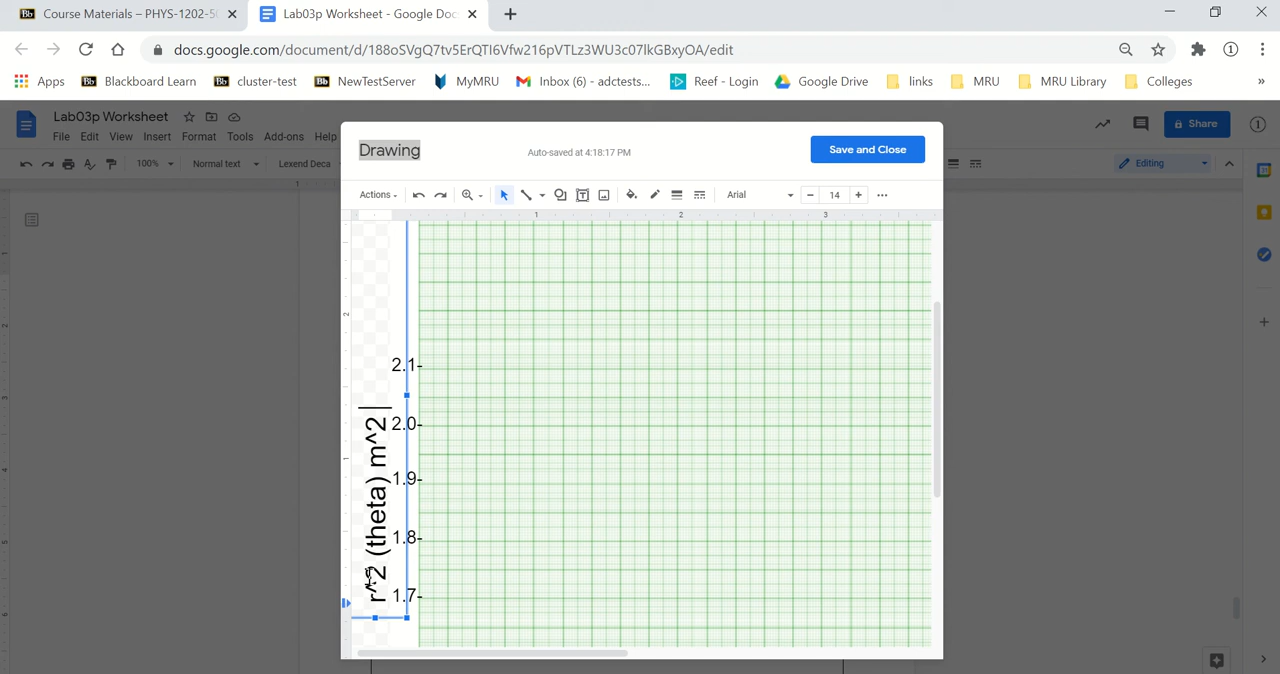 Course Materials – PHYS-1202-50
Lab03p Worksheet - Google Doc
docs.google.com/document/d/188oSVgQ7tv5ErQTl6Vfw216pVTLz3WU3c07lkGBxyOA/edit
Apps
Blackboard Learn
cluster-test
NewTestServer
MyMRU
Inbox (6) - adctests...
Reef - Login
Google Drive
links
MRU
MRU Library
Colleges
»
Lab03p Worksheet
Share
File Edit View Insert Format Tools Add-ons Help
100%
Normal text
Lexend Deca
Editing
Drawing
Auto-saved at 4:18:17 PM
Save and Close
Actions
Arial
14
1 2 3
2.1-
2.0-
1.9-
1.8-
1.7-
r^2 (theta) m^2